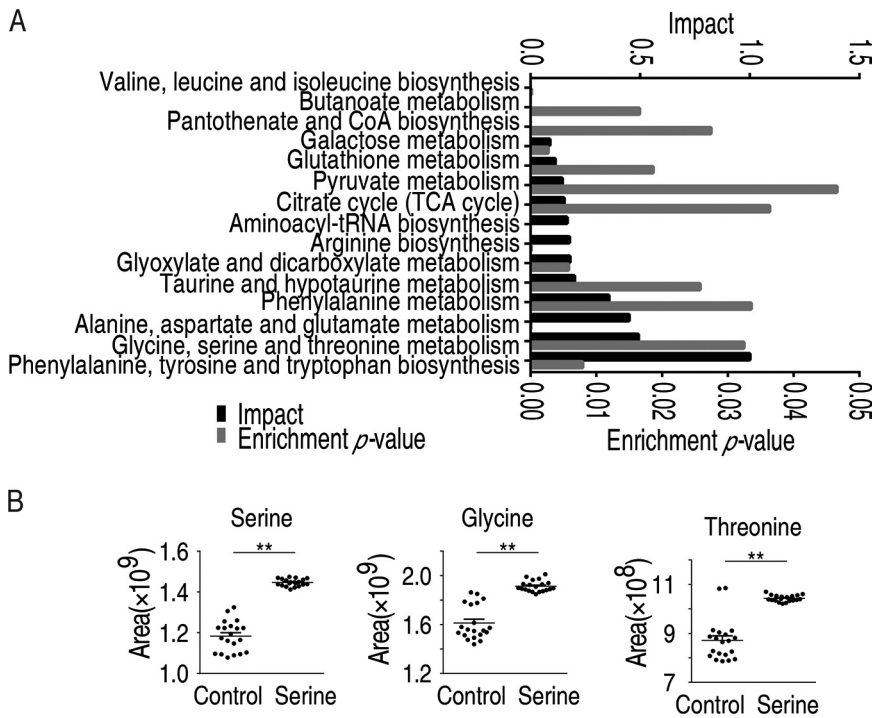 A
Impact
0.0 0.5 1.0 1.5
Valine, leucine and isoleucine biosynthesis
Butanoate metabolism
Pantothenate and CoA biosynthesis
Galactose metabolism
Glutathione metabolism
Pyruvate metabolism
Citrate cycle (TCA cycle)
Aminoacyl-tRNA biosynthesis
Arginine biosynthesis
Glyoxylate and dicarboxylate metabolism
Taurine and hypotaurine metabolism
Phenylalanine metabolism
Alanine, aspartate and glutamate metabolism
Glycine, serine and threonine metabolism
Phenylalanine, tyrosine and tryptophan biosynthesis
0.00 0.01 0.02 0.03 0.04 0.05
Enrichment p-value
Impact
Enrichment p-value
B
Serine
**
Area(×10⁹)
1.6
1.4
1.2
1.0
Control Serine
Glycine
**
Area(×10⁹)
2.0
1.6
1.2
Control Serine
Threonine
**
Area(×10⁸)
11
9
7
Control Serine